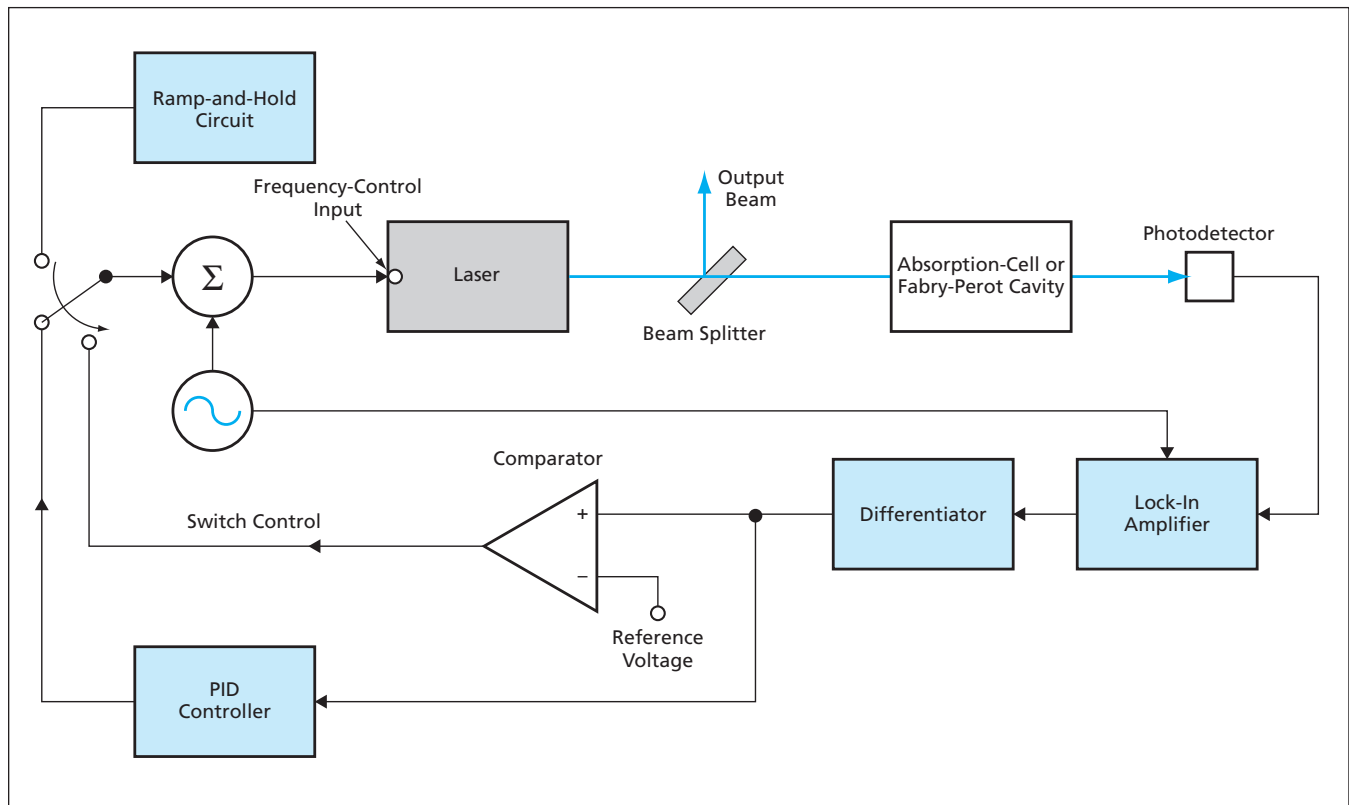 Ramp-and-Hold
Circuit
Frequency-Control
Input
Output
Beam
Photodetector
Σ
Laser
Absorption-Cell or
Fabry-Perot Cavity
Beam Splitter
Comparator
Switch Control
+
−
Differentiator
Lock-In
Amplifier
Reference
Voltage
PID
Controller